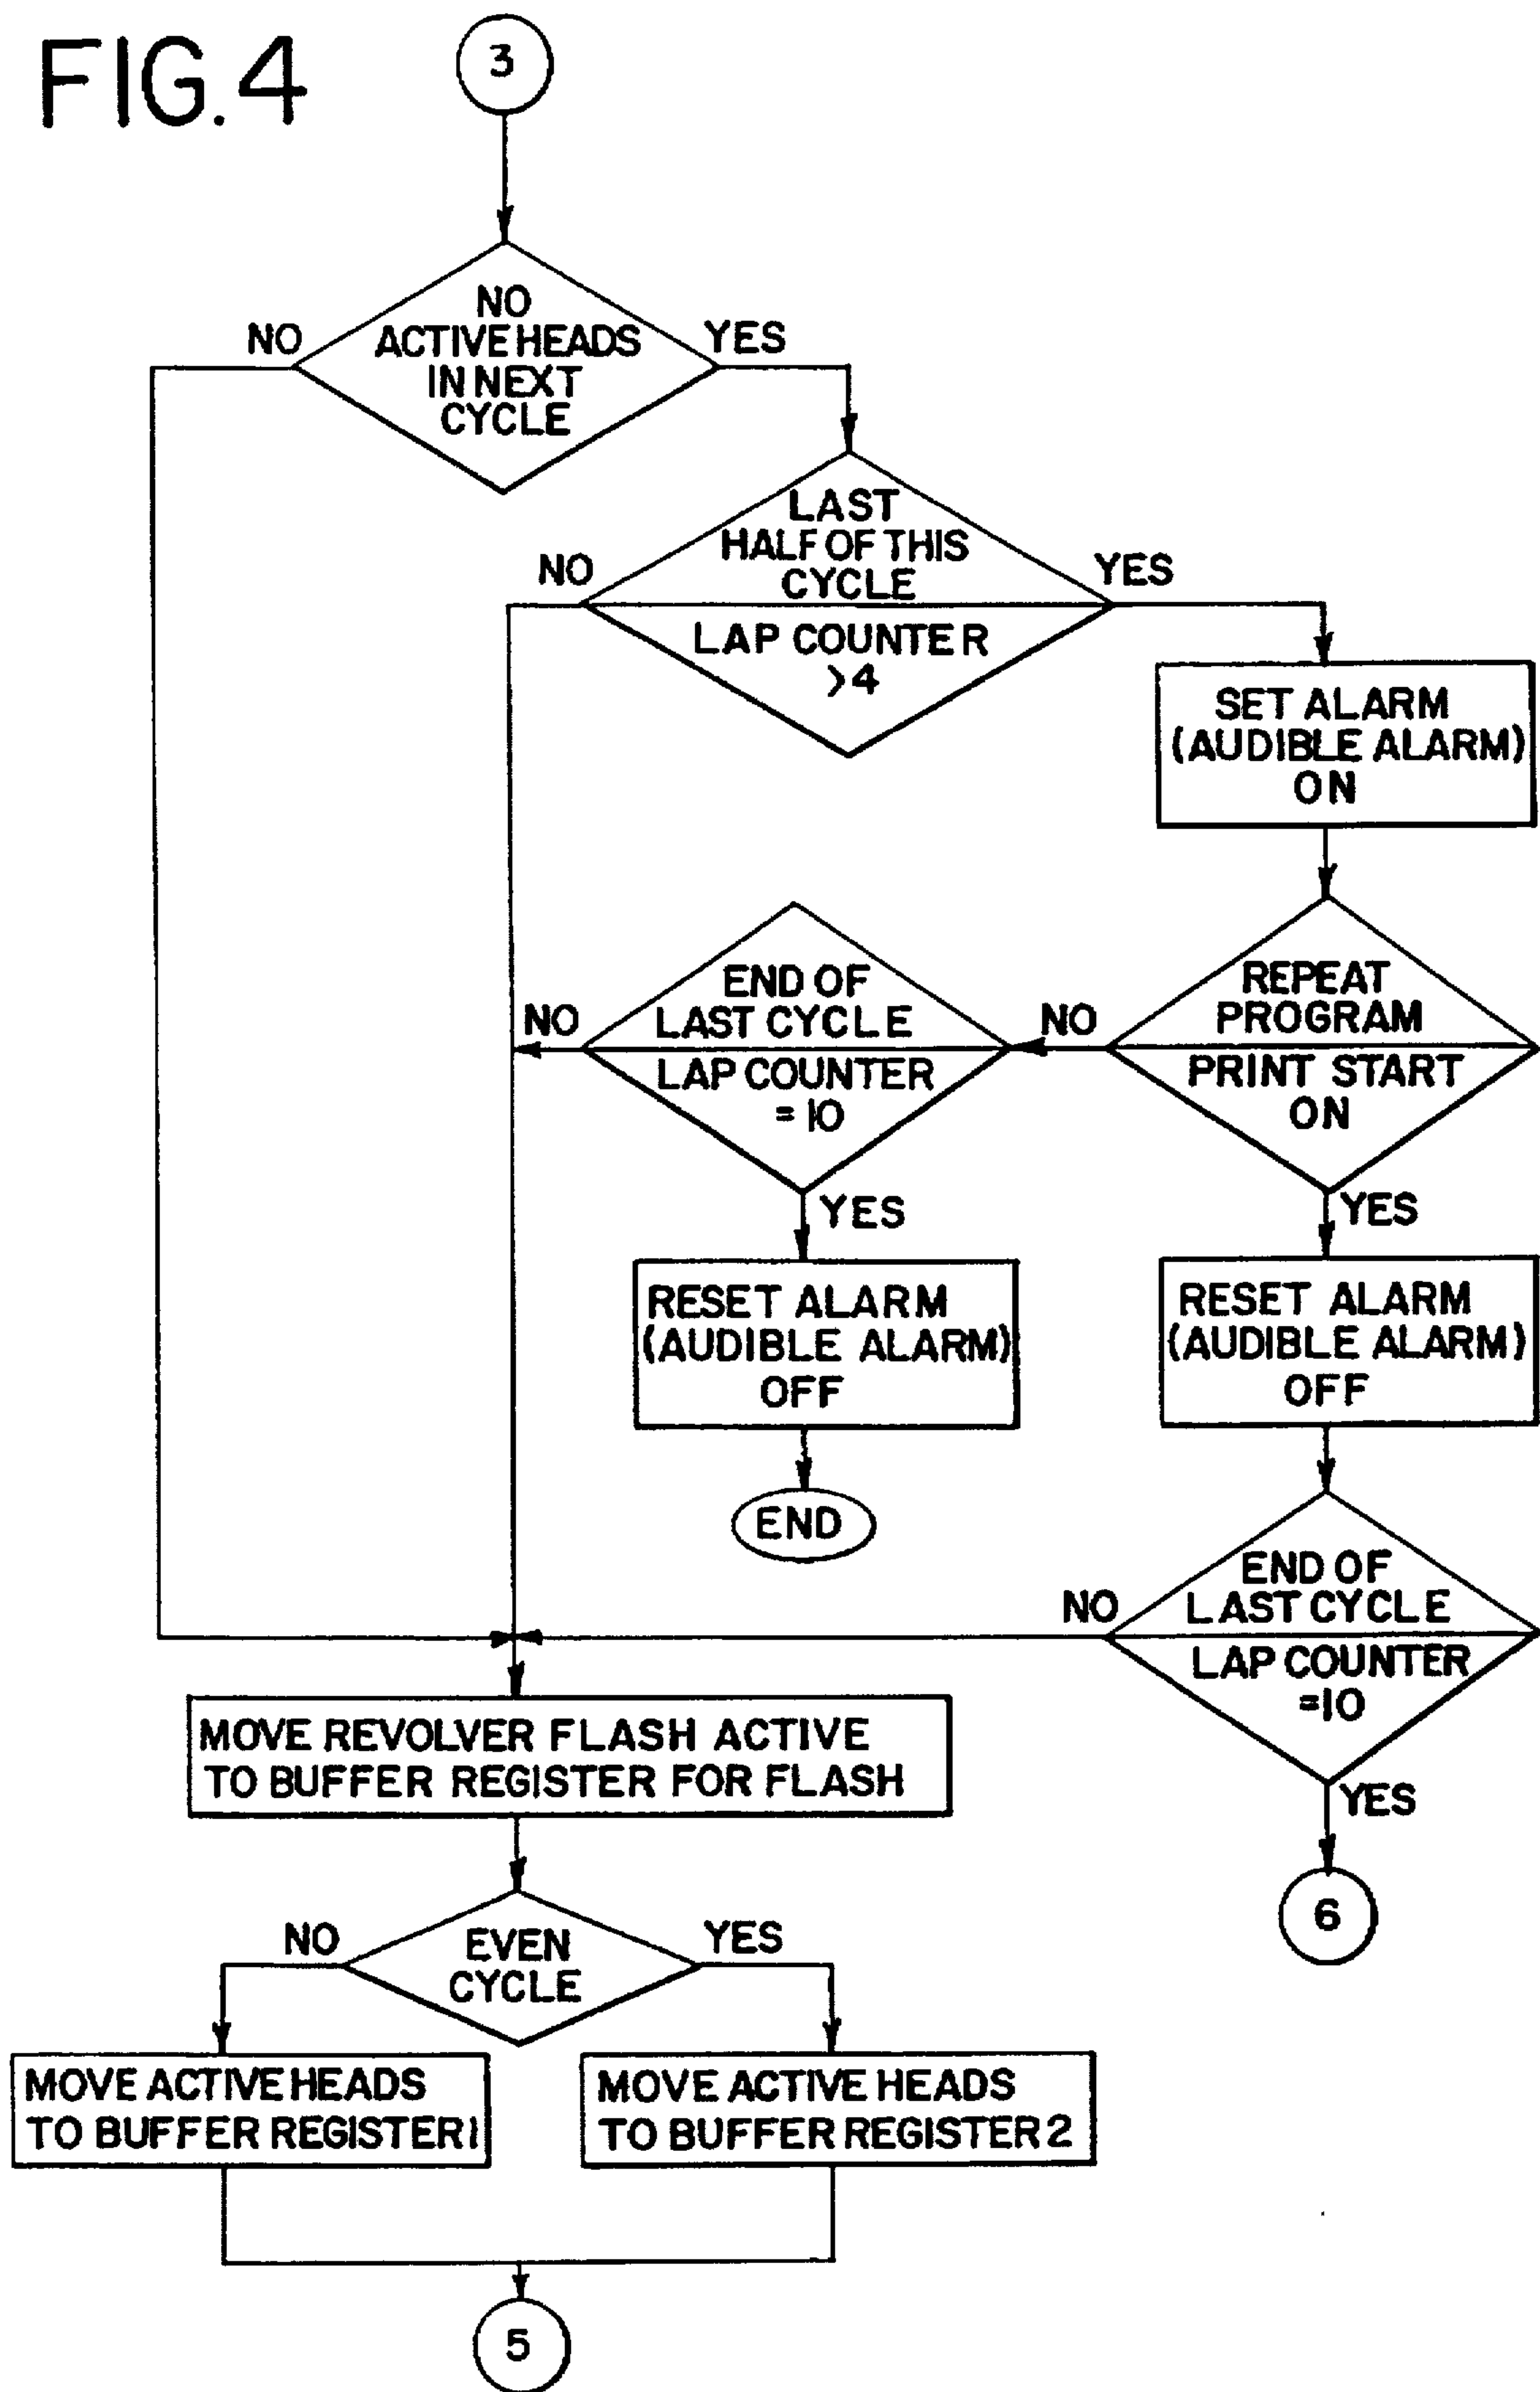 FIG. 4
3
NO
ACTIVE HEADS
IN NEXT
CYCLE
NO
YES
LAST
HALF OF THIS
CYCLE
LAP COUNTER
>4
NO
YES
SET ALARM
(AUDIBLE ALARM)
ON
REPEAT
PROGRAM
PRINT START
ON
NO
YES
END OF
LAST CYCLE
LAP COUNTER
= 10
NO
YES
RESET ALARM
(AUDIBLE ALARM)
OFF
END
RESET ALARM
(AUDIBLE ALARM)
OFF
END OF
LAST CYCLE
LAP COUNTER
=10
NO
YES
6
MOVE REVOLVER FLASH ACTIVE
TO BUFFER REGISTER FOR FLASH
EVEN
CYCLE
NO
YES
MOVE ACTIVE HEADS
TO BUFFER REGISTER 1
MOVE ACTIVE HEADS
TO BUFFER REGISTER 2
5